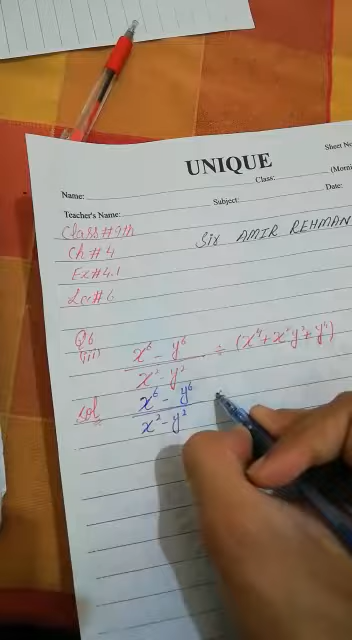 UNIQUE
Sheet No
Name: Class: (Morni
Teacher's Name: Subject: Date:
Class#9th
Ch#4
Ex#4.1
Lec#6
Sir AMIR REHMAN
Q6
(iii) x⁶ - y⁶ / x² - y² ÷ (x⁴ + x²y² + y⁴)
Sol x⁶ - y⁶ / x² - y²